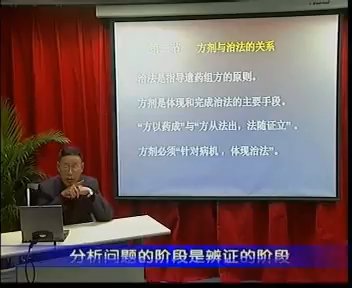 方剂与治法的关系
治法是指导遣药组方的原则。
方剂是体现和完成治法的主要手段。
“方以药成”与“方从法出，法随证立”。
方剂必须“针对病机，体现治法”。
分析问题的阶段是辨证的阶段